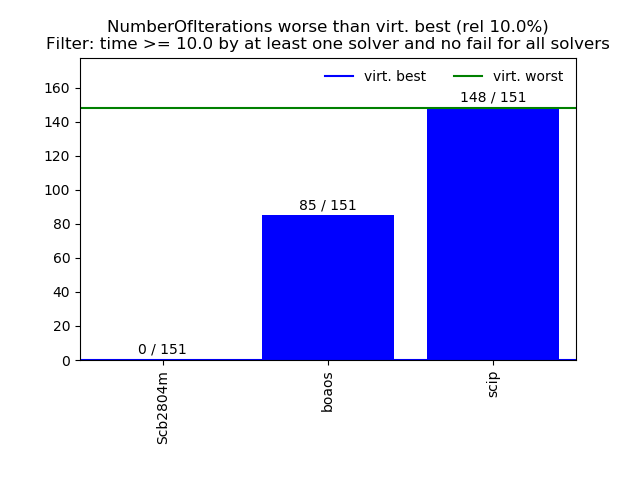 NumberOfIterations worse than virt. best (rel 10.0%)
Filter: time >= 10.0 by at least one solver and no fail for all solvers
virt. best
virt. worst
160
140
120
100
80
60
40
20
0
0 / 151
85 / 151
148 / 151
Scb2804m
boaos
scip